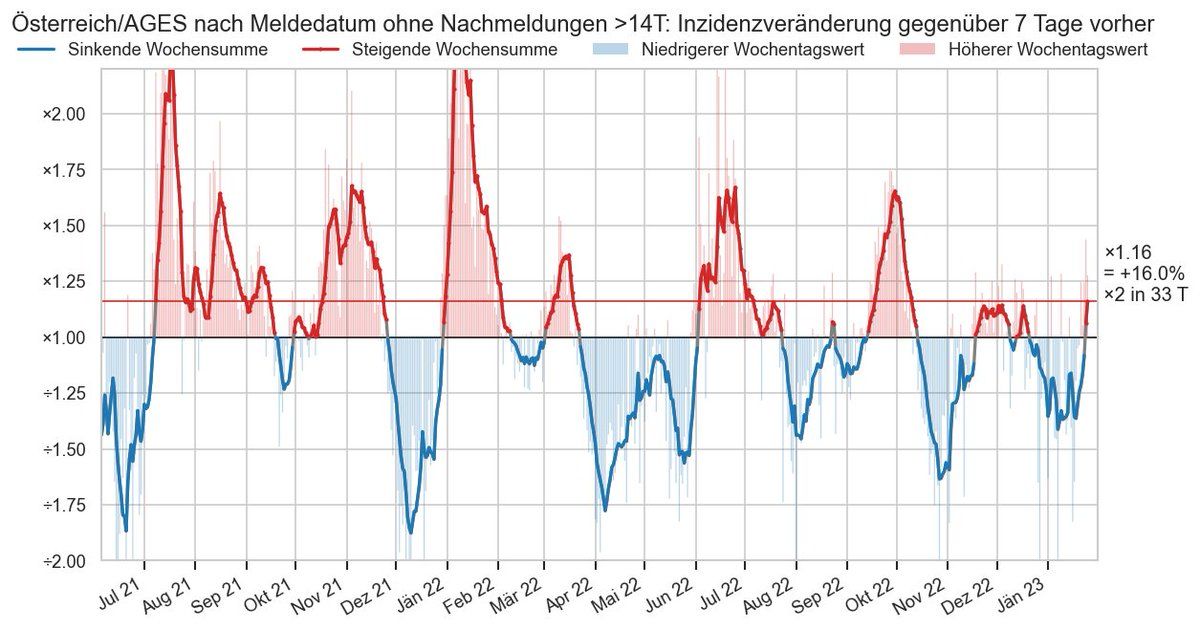 Österreich/AGES nach Meldedatum ohne Nachmeldungen >14T: Inzidenzveränderung gegenüber 7 Tage vorher
Sinkende Wochensumme Steigende Wochensumme Niedrigerer Wochentagswert Höherer Wochentagswert
×2.00
×1.75
×1.50
×1.25
×1.00
÷1.25
÷1.50
÷1.75
÷2.00
×1.16
= +16.0%
×2 in 33 T
Jul 21 Aug 21 Sep 21 Okt 21 Nov 21 Dez 21 Jän 22 Feb 22 Mär 22 Apr 22 Mai 22 Jun 22 Jul 22 Aug 22 Sep 22 Okt 22 Nov 22 Dez 22 Jän 23